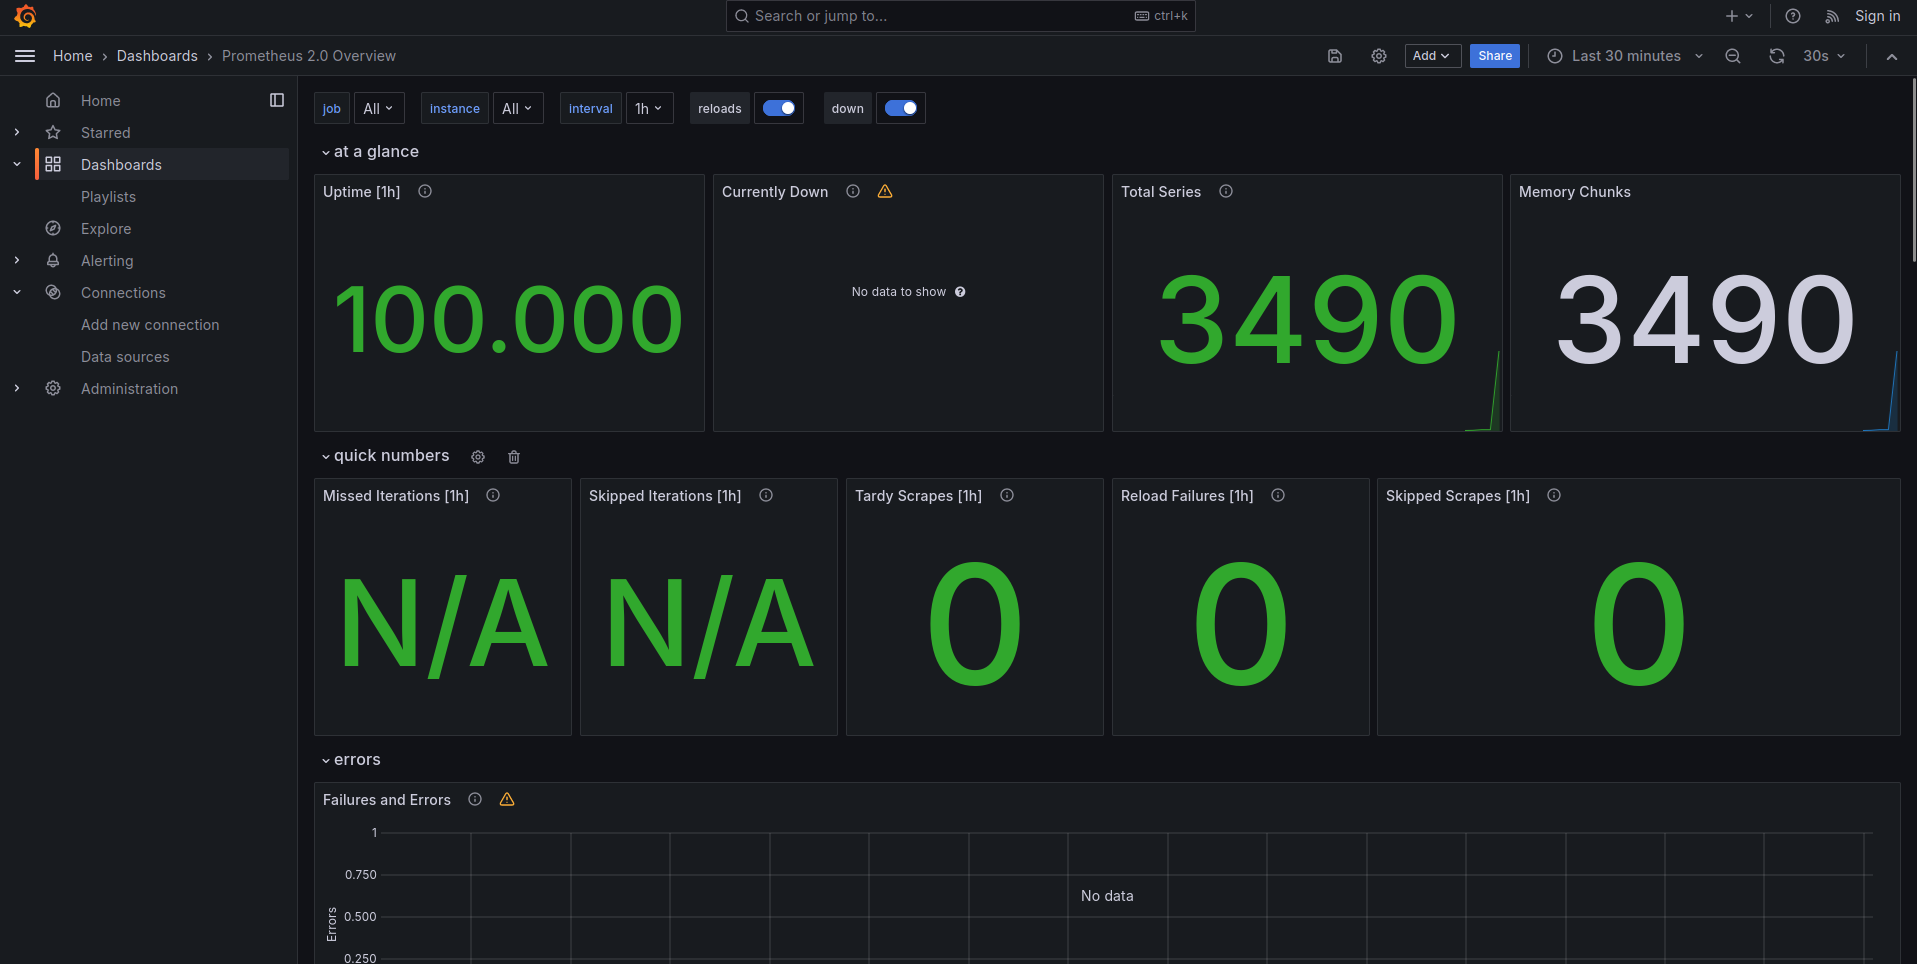 Search or jump to...
ctrl+k
Sign in
Home
Dashboards
Prometheus 2.0 Overview
Add
Share
Last 30 minutes
30s
Home
Starred
Dashboards
Playlists
Explore
Alerting
Connections
Add new connection
Data sources
Administration
job
All
instance
All
interval
1h
reloads
down
at a glance
Uptime [1h]
100.000
Currently Down
No data to show
Total Series
3490
Memory Chunks
3490
quick numbers
Missed Iterations [1h]
N/A
Skipped Iterations [1h]
N/A
Tardy Scrapes [1h]
0
Reload Failures [1h]
0
Skipped Scrapes [1h]
0
errors
Failures and Errors
1
0.750
0.500
0.250
Errors
No data